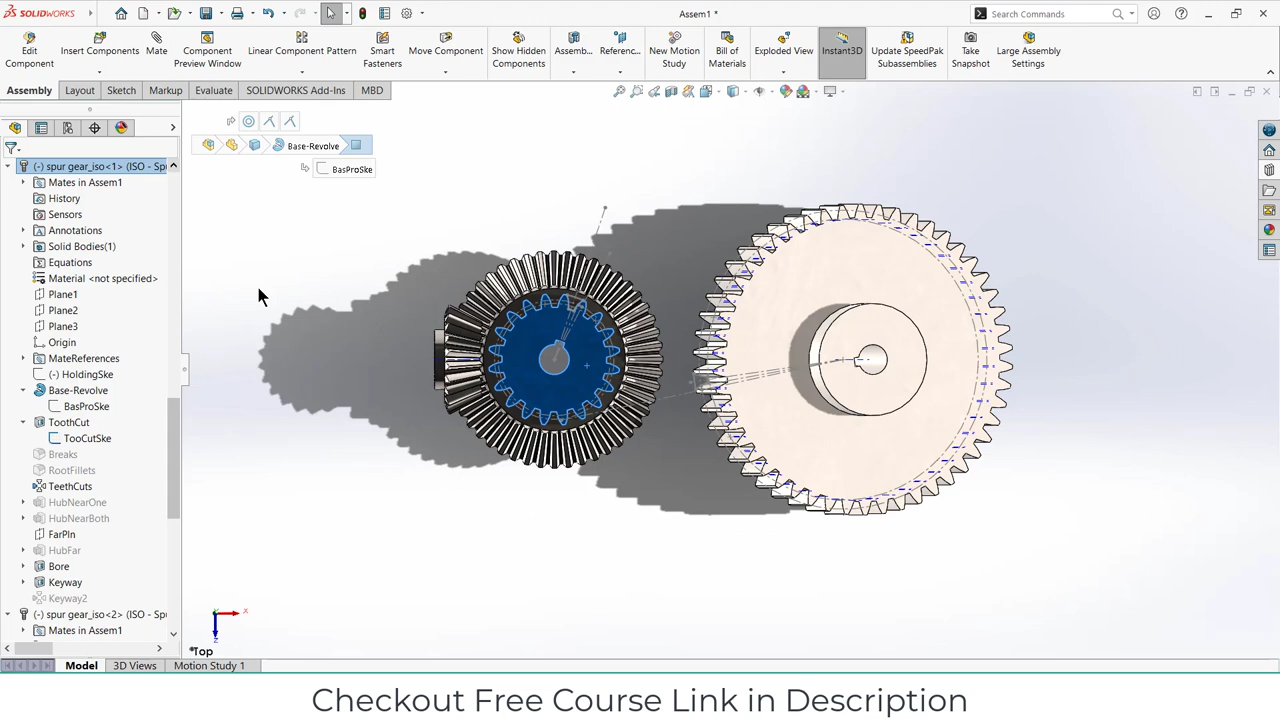 SOLIDWORKS
Assem1 *
Search Commands
Edit Component
Insert Components
Mate
Component Preview Window
Linear Component Pattern
Smart Fasteners
Move Component
Show Hidden Components
Assemb...
Referenc...
New Motion Study
Bill of Materials
Exploded View
Instant3D
Update SpeedPak Subassemblies
Take Snapshot
Large Assembly Settings
Assembly
Layout
Sketch
Markup
Evaluate
SOLIDWORKS Add-Ins
MBD
Base-Revolve
BasProSke
(-) spur gear_iso<1> (ISO - Spu
Mates in Assem1
History
Sensors
Annotations
Solid Bodies(1)
Equations
Material <not specified>
Plane1
Plane2
Plane3
Origin
MateReferences
(-) HoldingSke
Base-Revolve
BasProSke
ToothCut
TooCutSke
Breaks
RootFillets
TeethCuts
HubNearOne
HubNearBoth
FarPln
HubFar
Bore
Keyway
Keyway2
(-) spur gear_iso<2> (ISO - Sp
Mates in Assem1
X
Z
*Top
Model
3D Views
Motion Study 1
Checkout Free Course Link in Description